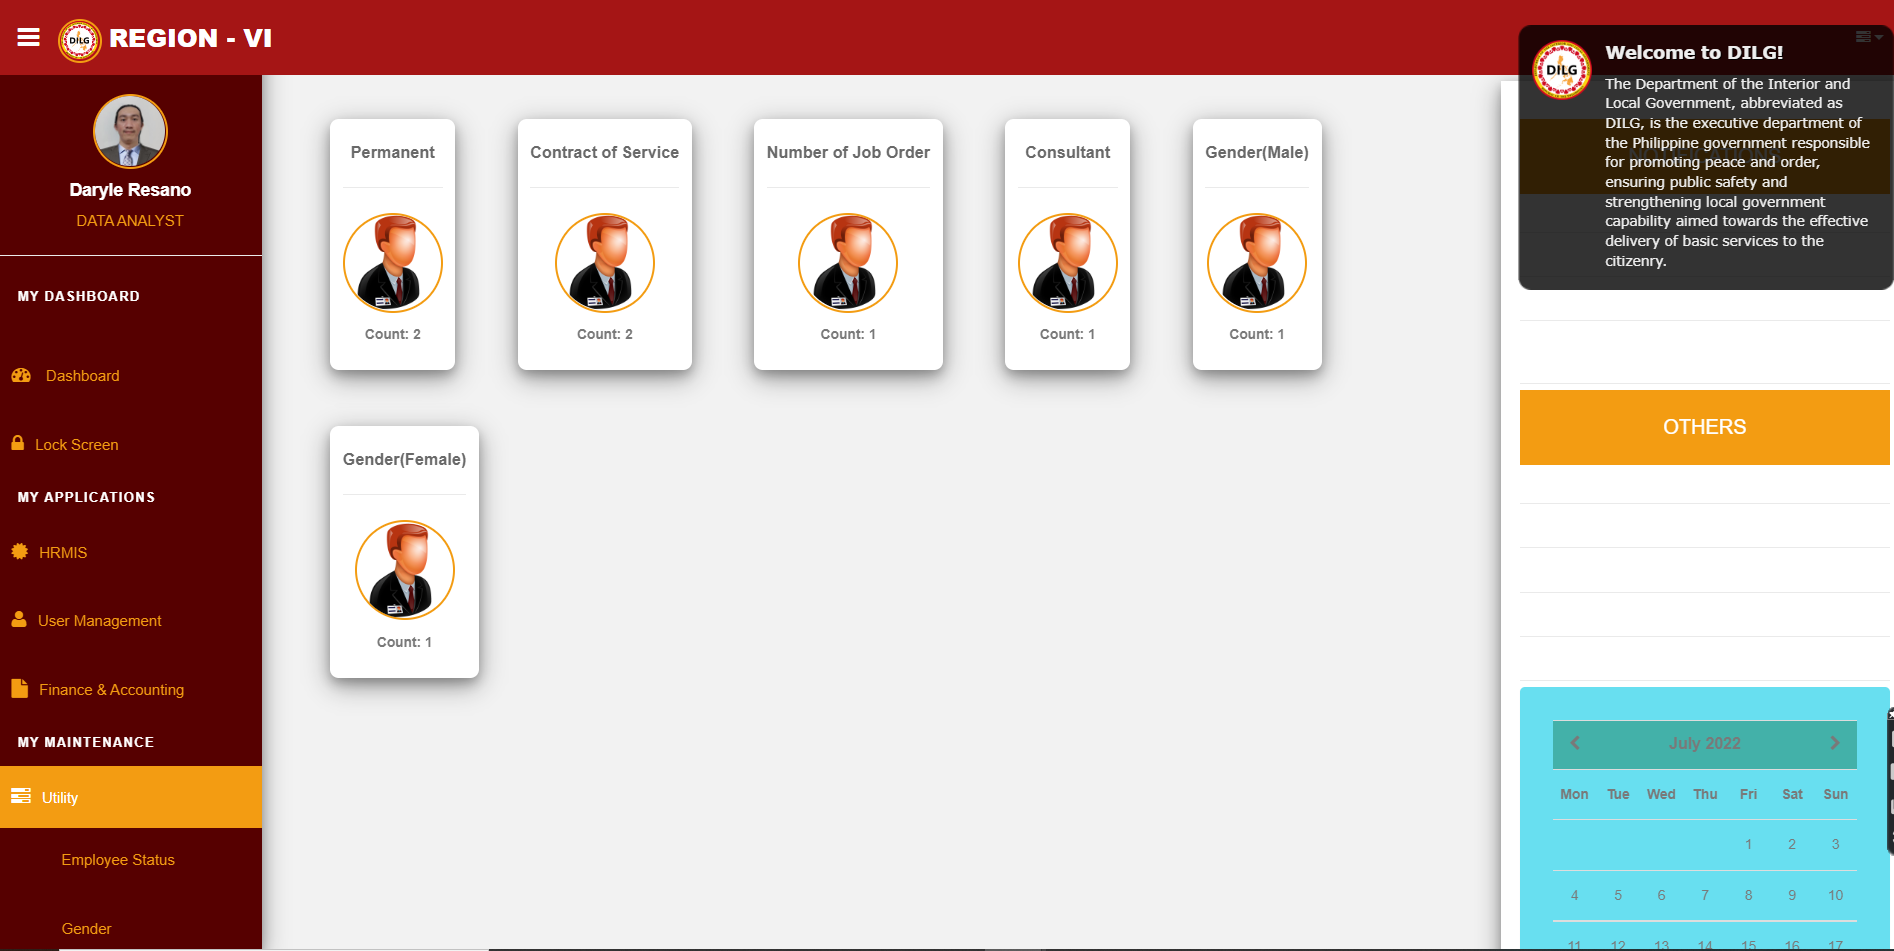 DILG
REGION - VI
Daryle Resano
DATA ANALYST
MY DASHBOARD
Dashboard
Lock Screen
MY APPLICATIONS
HRMIS
User Management
Finance & Accounting
MY MAINTENANCE
Utility
Employee Status
Gender
Permanent
Count: 2
Contract of Service
Count: 2
Number of Job Order
Count: 1
Consultant
Count: 1
Gender(Male)
Count: 1
Gender(Female)
Count: 1
DILG
Welcome to DILG!
The Department of the Interior and
Local Government, abbreviated as
DILG, is the executive department of
the Philippine government responsible
for promoting peace and order,
ensuring public safety and
strengthening local government
capability aimed towards the effective
delivery of basic services to the
citizenry.
OTHERS
July 2022
Mon Tue Wed Thu Fri Sat Sun
1 2 3
4 5 6 7 8 9 10
11 12 13 14 15 16 17